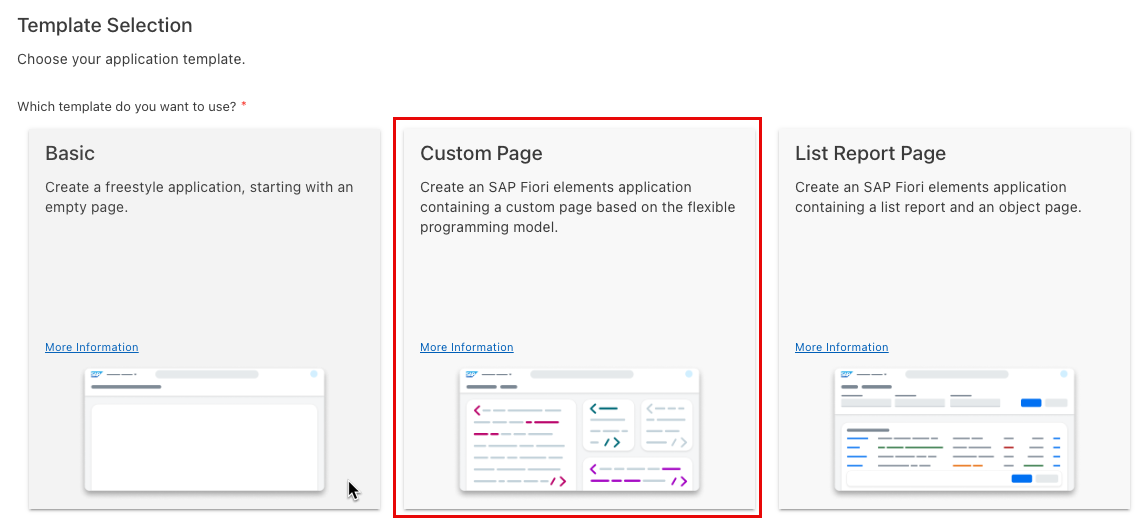 Template Selection
Choose your application template.
Which template do you want to use? *
Basic
Create a freestyle application, starting with an
empty page.
More Information
SAP
Custom Page
Create an SAP Fiori elements application
containing a custom page based on the flexible
programming model.
More Information
SAP
List Report Page
Create an SAP Fiori elements application
containing a list report and an object page.
More Information
SAP